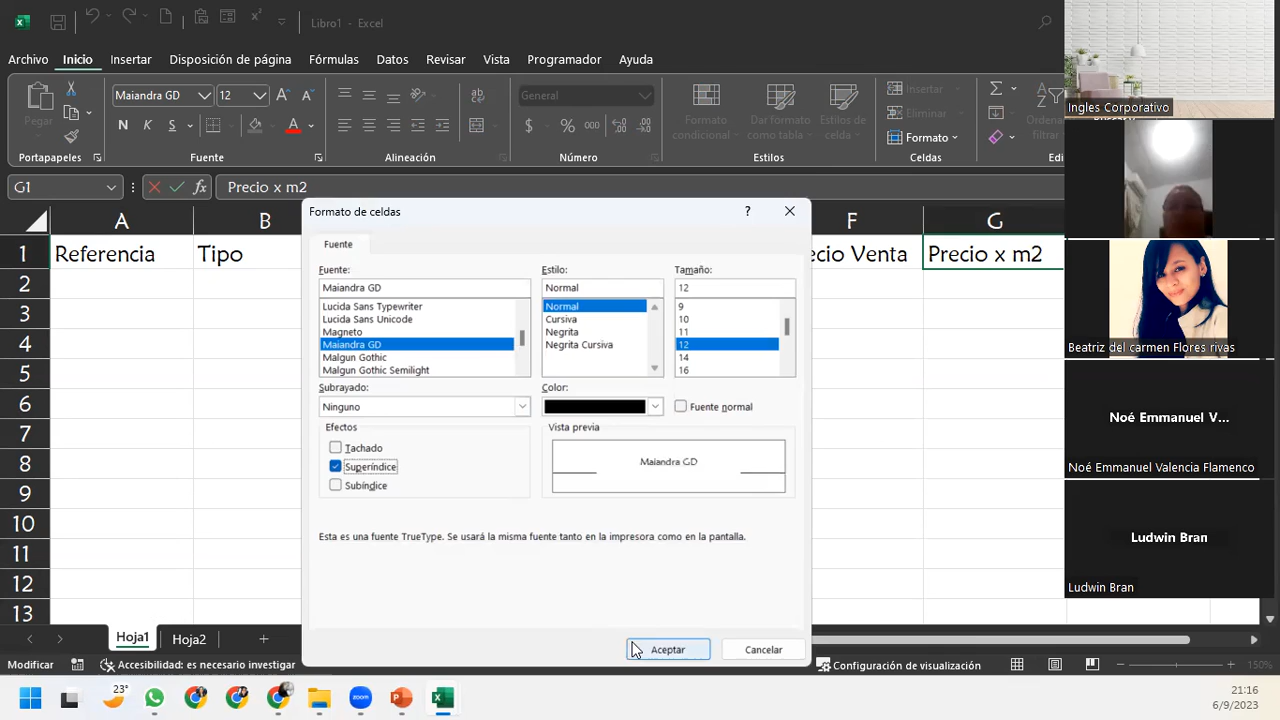 Libro1 - Excel
Archivo Inicio Insertar Disposición de página Fórmulas Datos Revisar Vista Programador Ayuda
Pegar
Maiandra GD 12
N K S
General
Formato condicional
Dar formato como tabla
Insertar
Eliminar
Formato
Portapapeles Fuente Alineación Número Estilos Celdas
G1 fx Precio x m2
A B F G
1 Referencia Tipo Precio x m2
2
3
4
5
6
7
8
9
10
11
12
13
Formato de celdas ?
Fuente
Fuente: Estilo: Tamaño:
Maiandra GD Normal 12
Lucida Sans Typewriter Normal 9
Lucida Sans Unicode Cursiva 10
Magneto Negrita 11
Maiandra GD Negrita Cursiva 12
Malgun Gothic 14
Malgun Gothic Semilight 16
Subrayado: Color:
Ninguno Fuente normal
Efectos Vista previa
Tachado
Superíndice Maiandra GD
Subíndice
Esta es una fuente TrueType. Se usará la misma fuente tanto en la impresora como en la pantalla.
Aceptar Cancelar
Hoja1 Hoja2
Modificar Accesibilidad: es necesario investigar Configuración de visualización 150%
23°
zoom
21:16
6/9/2023
Ingles Corporativo
Beatriz del carmen Flores rivas
Noé Emmanuel V...
Noé Emmanuel Valencia Flamenco
Ludwin Bran
Ludwin Bran